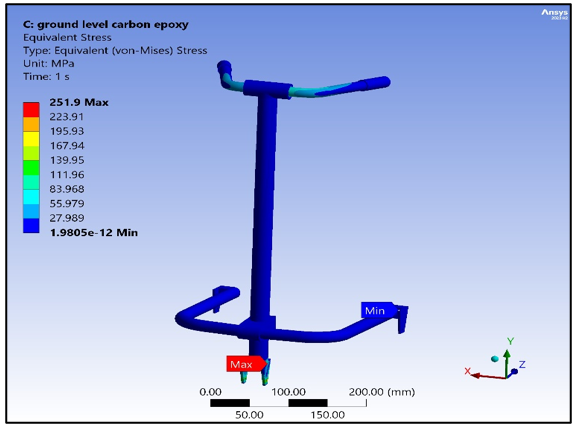 Ansys
C: ground level carbon epoxy
Equivalent Stress
Type: Equivalent (von-Mises) Stress
Unit: MPa
Time: 1 s
251.9 Max
223.91
195.93
167.94
139.95
111.96
83.968
55.979
27.989
1.9805e-12 Min
Min
Max
0.00 100.00 200.00 (mm)
50.00 150.00
Y
X Z